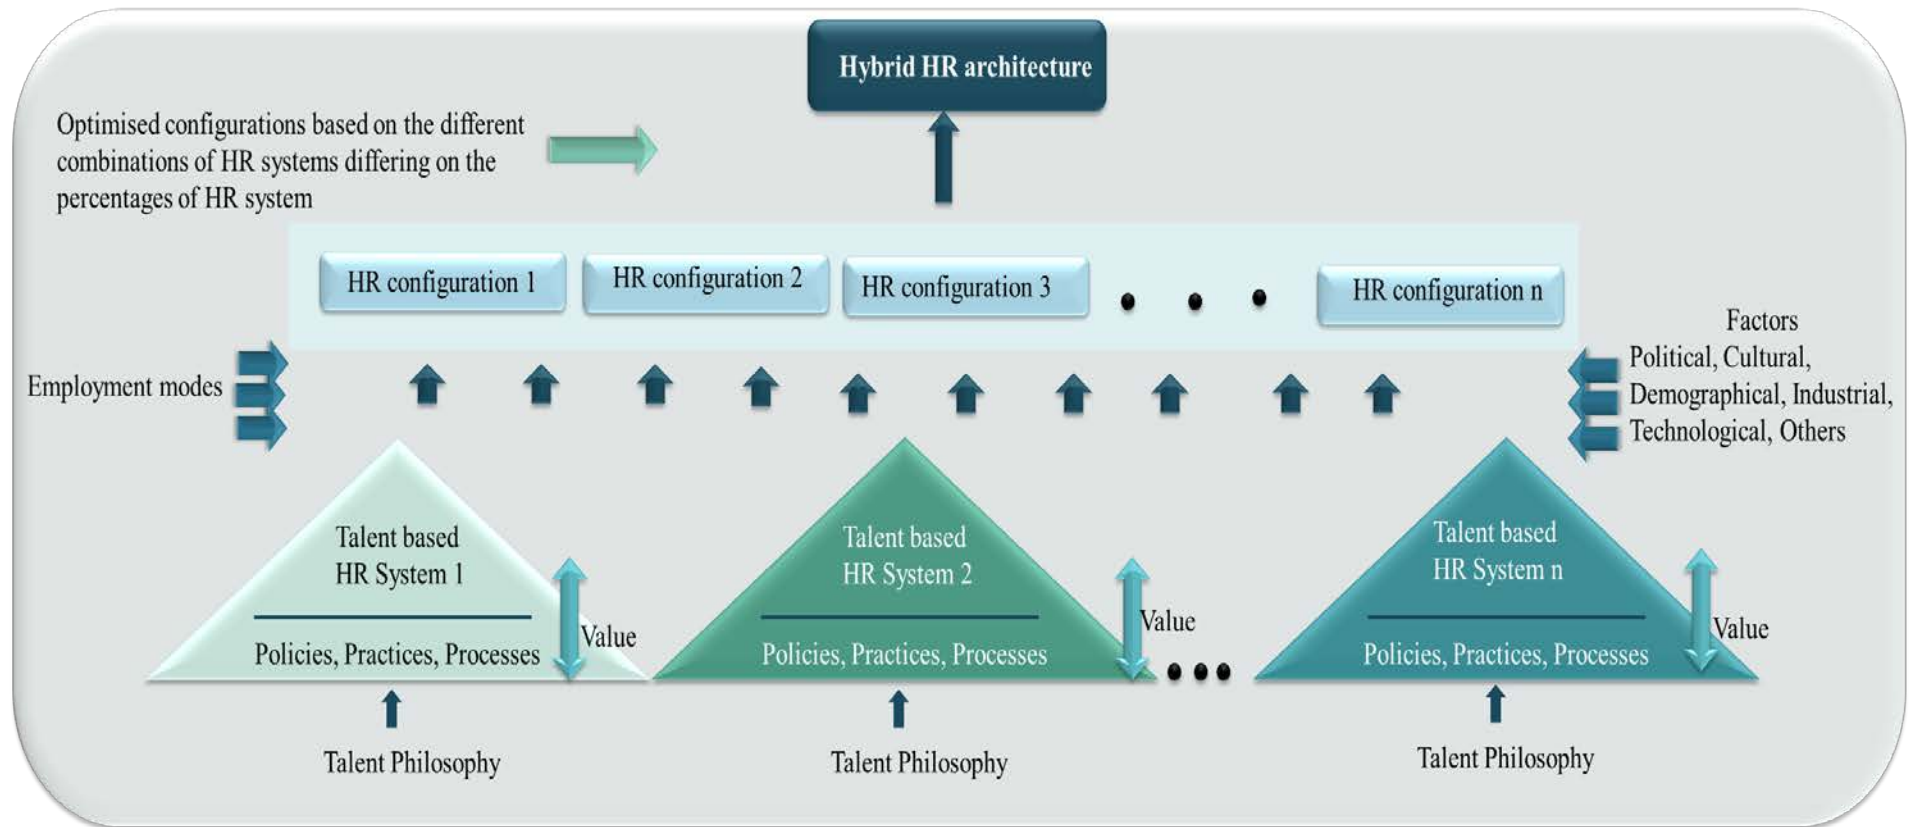 Hybrid HR architecture
Optimised configurations based on the different
combinations of HR systems differing on the
percentages of HR system
HR configuration 1
HR configuration 2
HR configuration 3
HR configuration n
Employment modes
Factors
Political, Cultural,
Demographical, Industrial,
Technological, Others
Talent based
HR System 1
Policies, Practices, Processes
Value
Talent based
HR System 2
Policies, Practices, Processes
Value
Talent based
HR System n
Policies, Practices, Processes
Value
Talent Philosophy
Talent Philosophy
Talent Philosophy